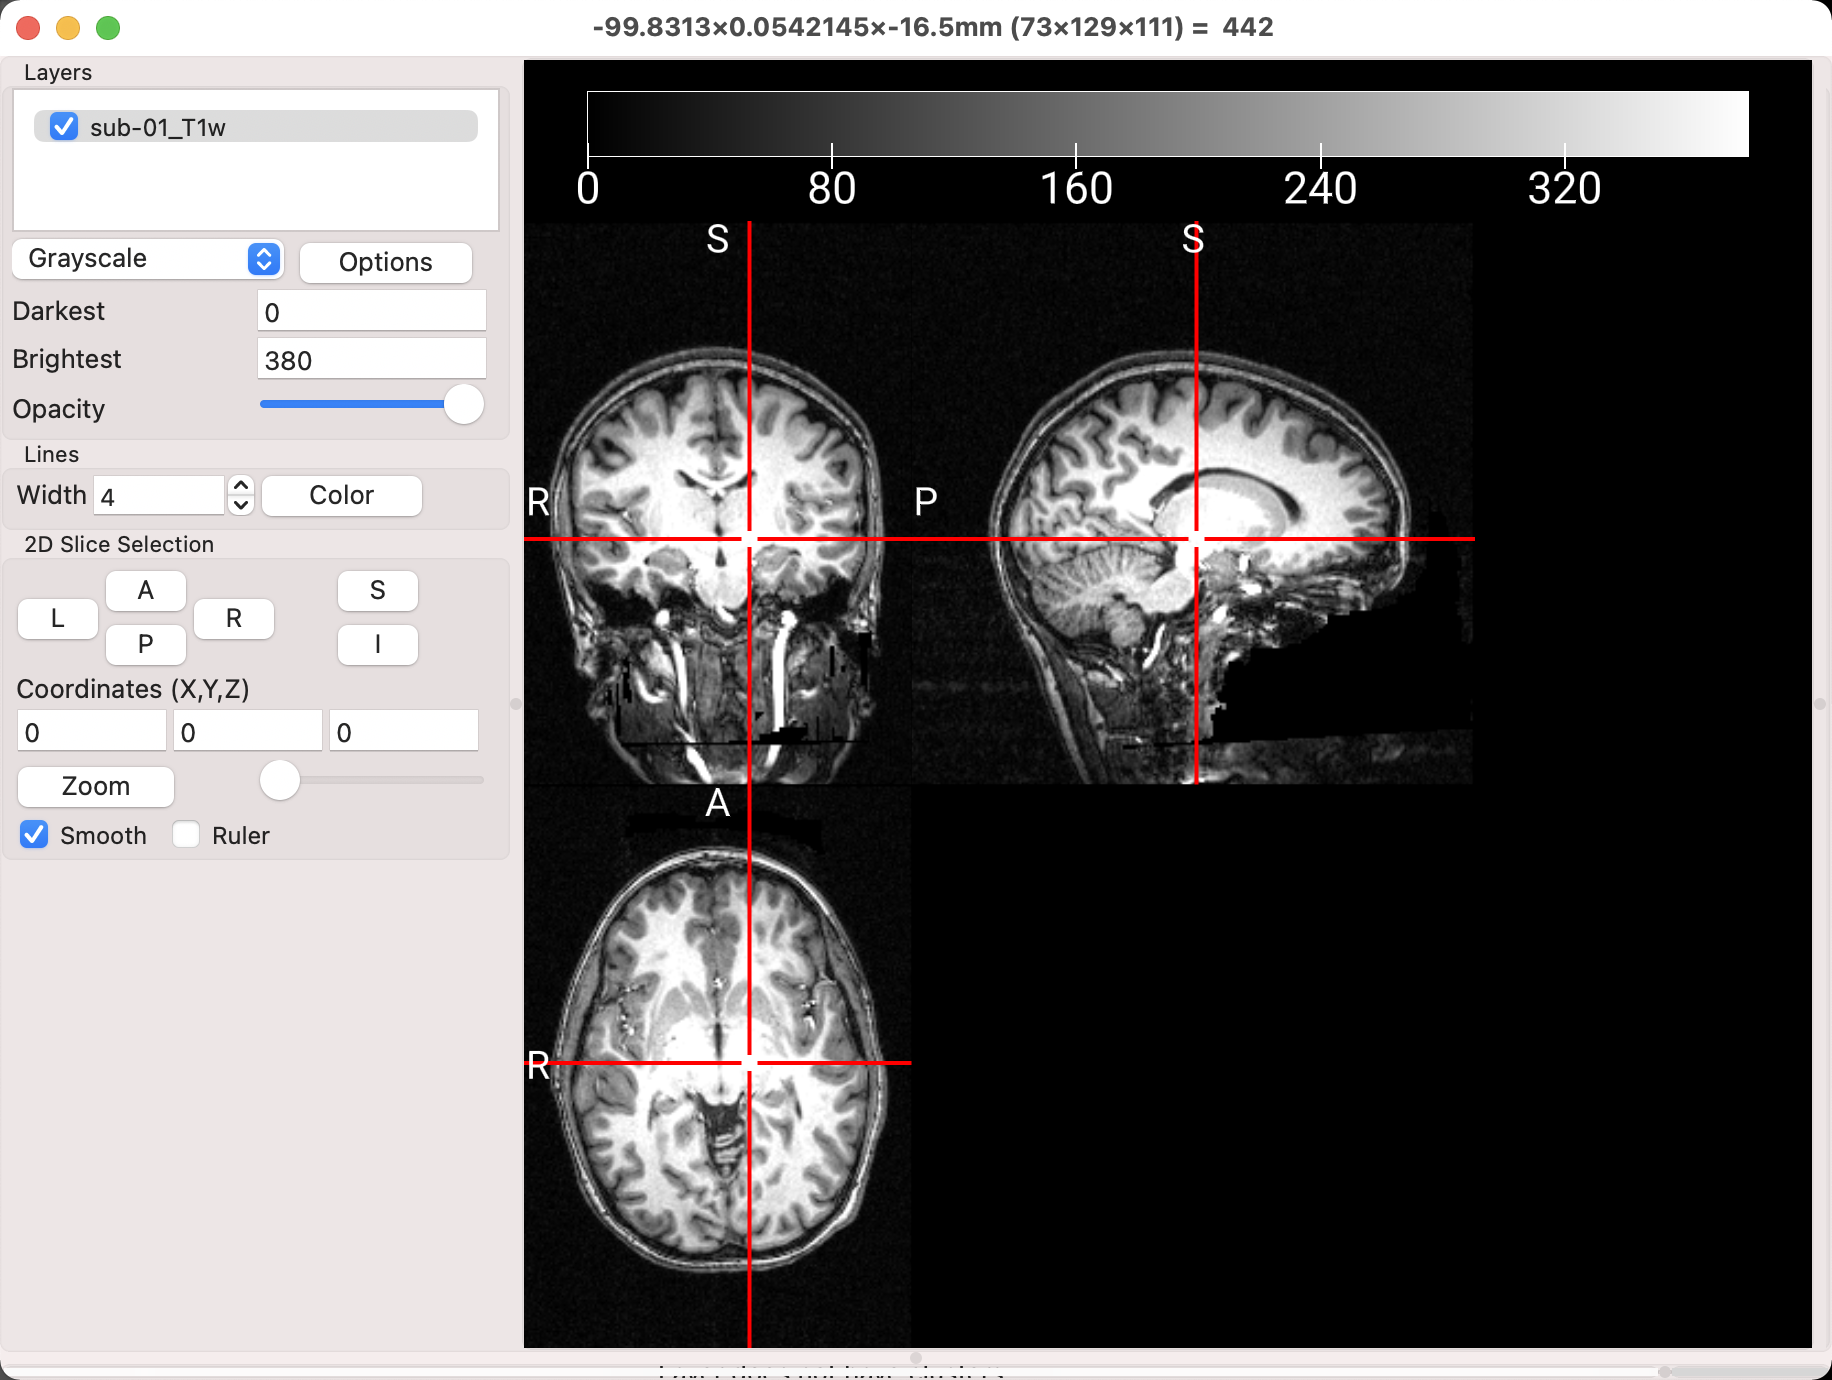 -99.8313×0.0542145×-16.5mm (73×129×111) = 442
Layers
sub-01_T1w
Grayscale
Options
Darkest
0
Brightest
380
Opacity
Lines
Width 4
Color
2D Slice Selection
A
S
L
R
P
I
Coordinates (X,Y,Z)
0 0 0
Zoom
Smooth
Ruler
0 80 160 240 320
S
S
R
P
A
R